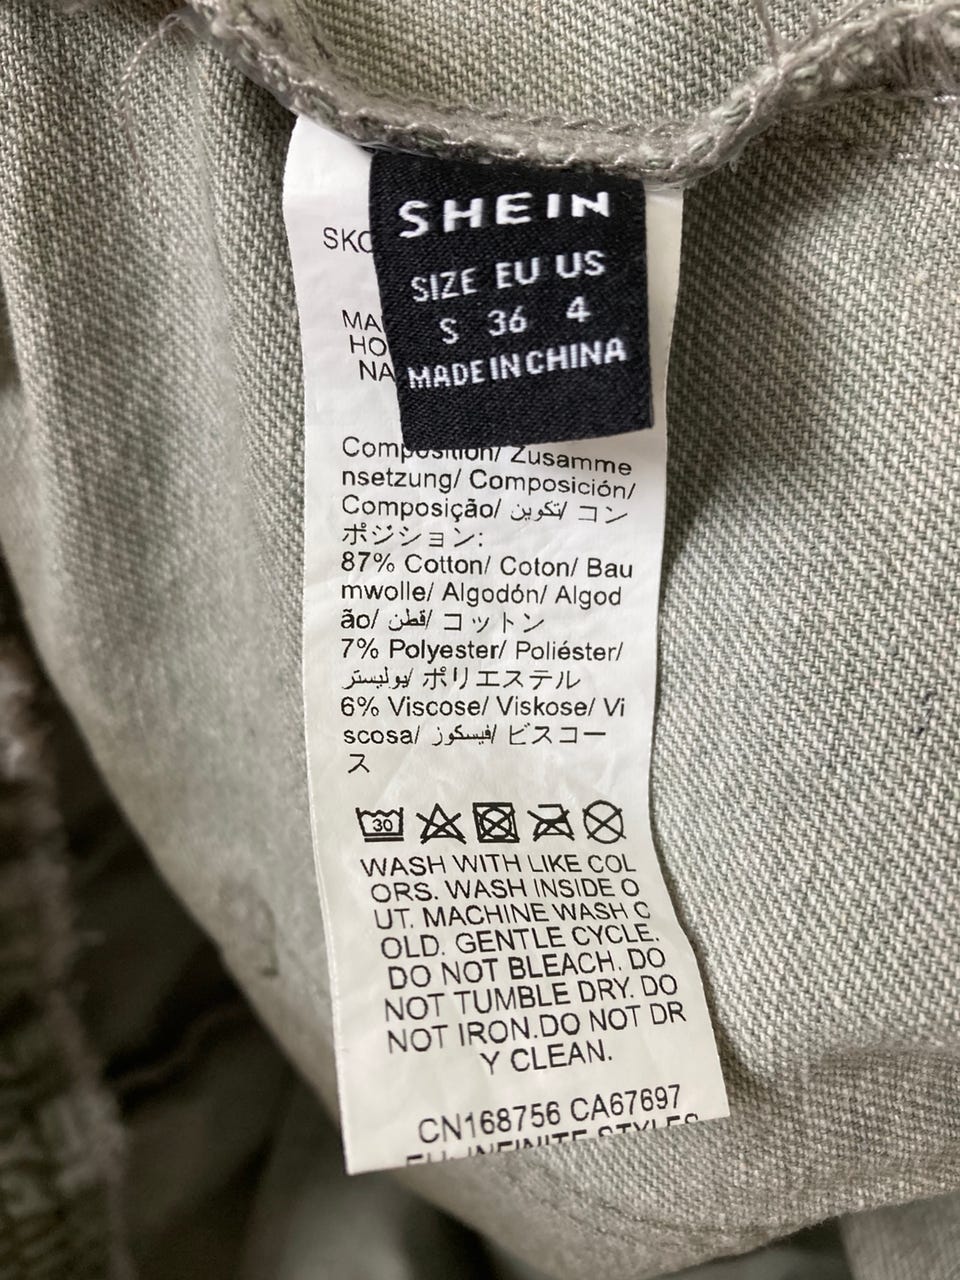 SHEIN
SIZE EU US
S 36 4
MADE IN CHINA
Composition/ Zusamme
nsetzung/ Composición/
Composição/ تكوين/ コン
ポジション:
87% Cotton/ Coton/ Bau
mwolle/ Algodón/ Algod
ão/ قطن/ コットン
7% Polyester/ Poliéster/
يوليستر/ ポリエステル
6% Viscose/ Viskose/ Vi
scosa/ فيسكوز/ ビスコー
ス
30
WASH WITH LIKE COL
ORS. WASH INSIDE O
UT. MACHINE WASH C
OLD. GENTLE CYCLE.
DO NOT BLEACH. DO
NOT TUMBLE DRY. DO
NOT IRON.DO NOT DR
Y CLEAN.
CN168756 CA67697
EU: INFINITE STYLES